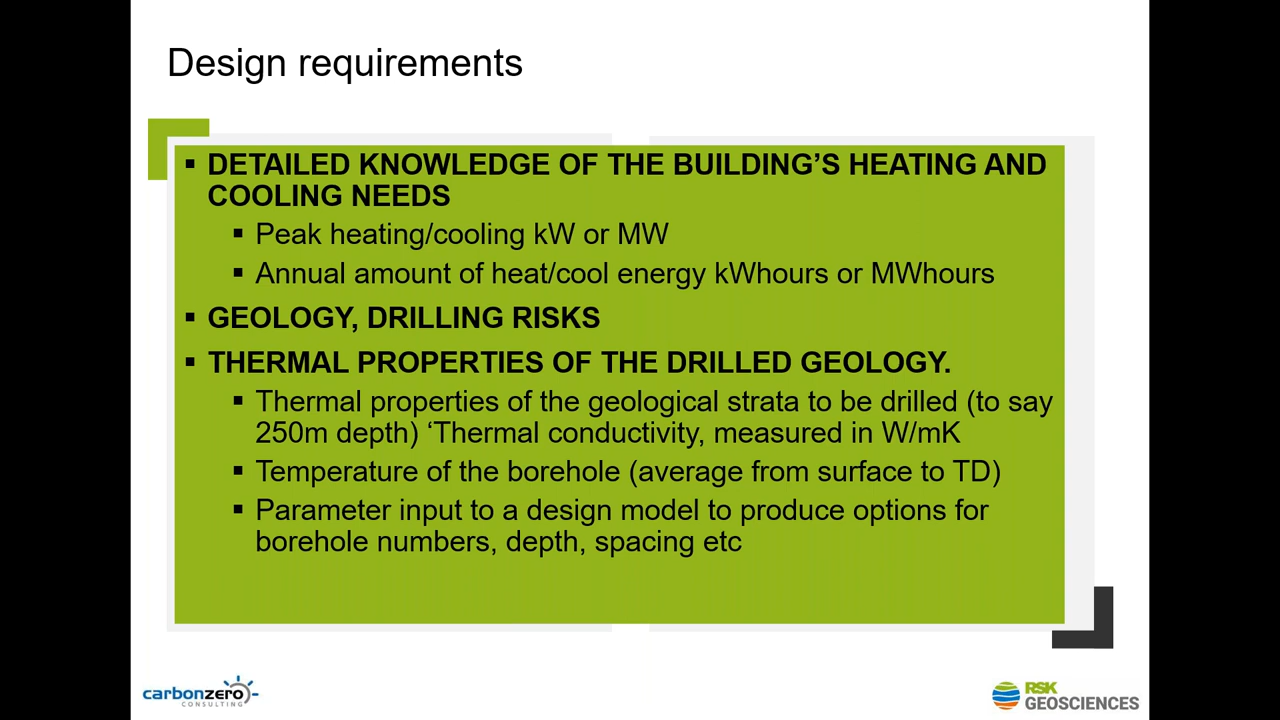 Design requirements
▪ DETAILED KNOWLEDGE OF THE BUILDING’S HEATING AND
COOLING NEEDS
▪ Peak heating/cooling kW or MW
▪ Annual amount of heat/cool energy kWhours or MWhours
▪ GEOLOGY, DRILLING RISKS
▪ THERMAL PROPERTIES OF THE DRILLED GEOLOGY.
▪ Thermal properties of the geological strata to be drilled (to say
250m depth) ‘Thermal conductivity, measured in W/mK
▪ Temperature of the borehole (average from surface to TD)
▪ Parameter input to a design model to produce options for
borehole numbers, depth, spacing etc
carbonzero
CONSULTING
RSK
GEOSCIENCES